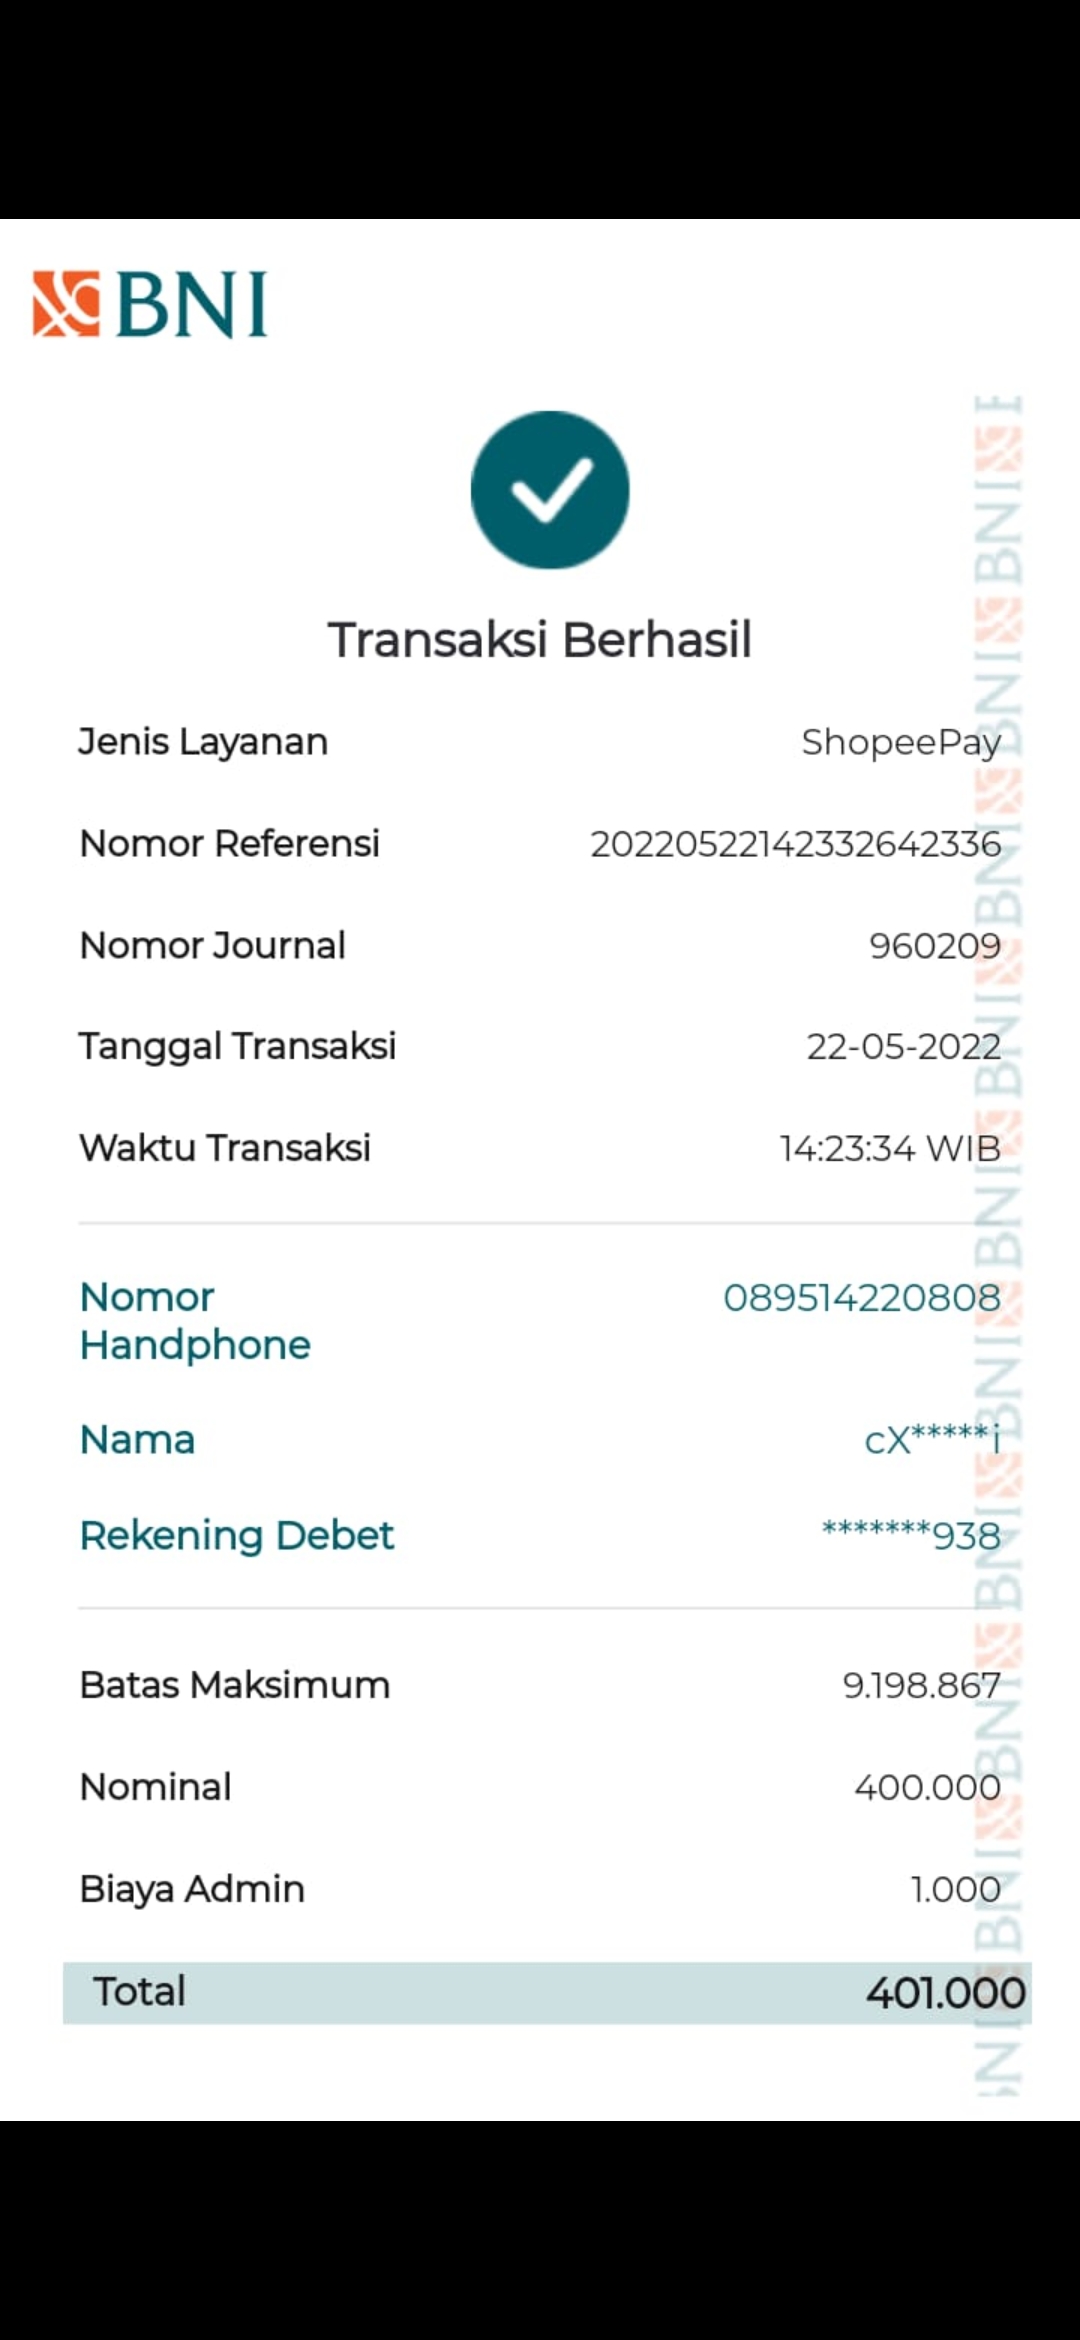 BNI
Transaksi Berhasil
Jenis Layanan ShopeePay
Nomor Referensi 20220522142332642336
Nomor Journal 960209
Tanggal Transaksi 22-05-2022
Waktu Transaksi 14:23:34 WIB
Nomor Handphone 089514220808
Nama cX*****i
Rekening Debet *******938
Batas Maksimum 9.198.867
Nominal 400.000
Biaya Admin 1.000
Total 401.000
BNI BNI BNI BNI BNI BNI BNI BNI BNI